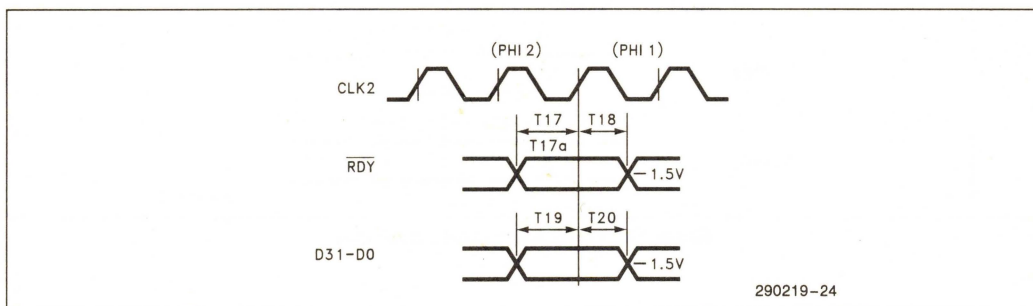 (PHI 2) (PHI 1)
CLK2
T17 T18
T17a
RDY
1.5V
T19 T20
D31-D0
1.5V
290219-24